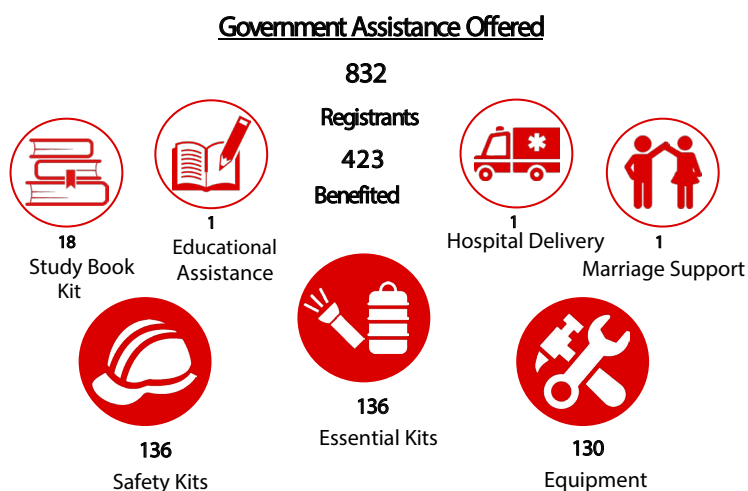 Government Assistance Offered
832
Registrants
423
Benefited
18
Study Book
Kit
1
Educational
Assistance
1
Hospital Delivery
1
Marriage Support
136
Safety Kits
136
Essential Kits
130
Equipment